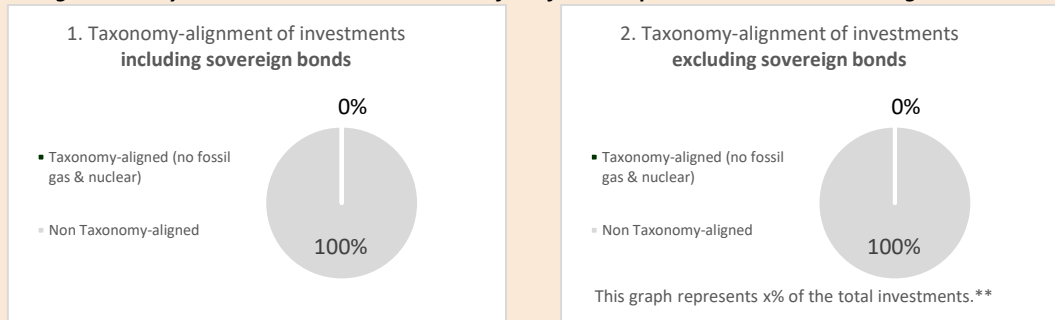 1. Taxonomy-alignment of investments
including sovereign bonds
0%
Taxonomy-aligned (no fossil
gas & nuclear)
Non Taxonomy-aligned
100%
2. Taxonomy-alignment of investments
excluding sovereign bonds
0%
Taxonomy-aligned (no fossil
gas & nuclear)
Non Taxonomy-aligned
100%
This graph represents x% of the total investments.**